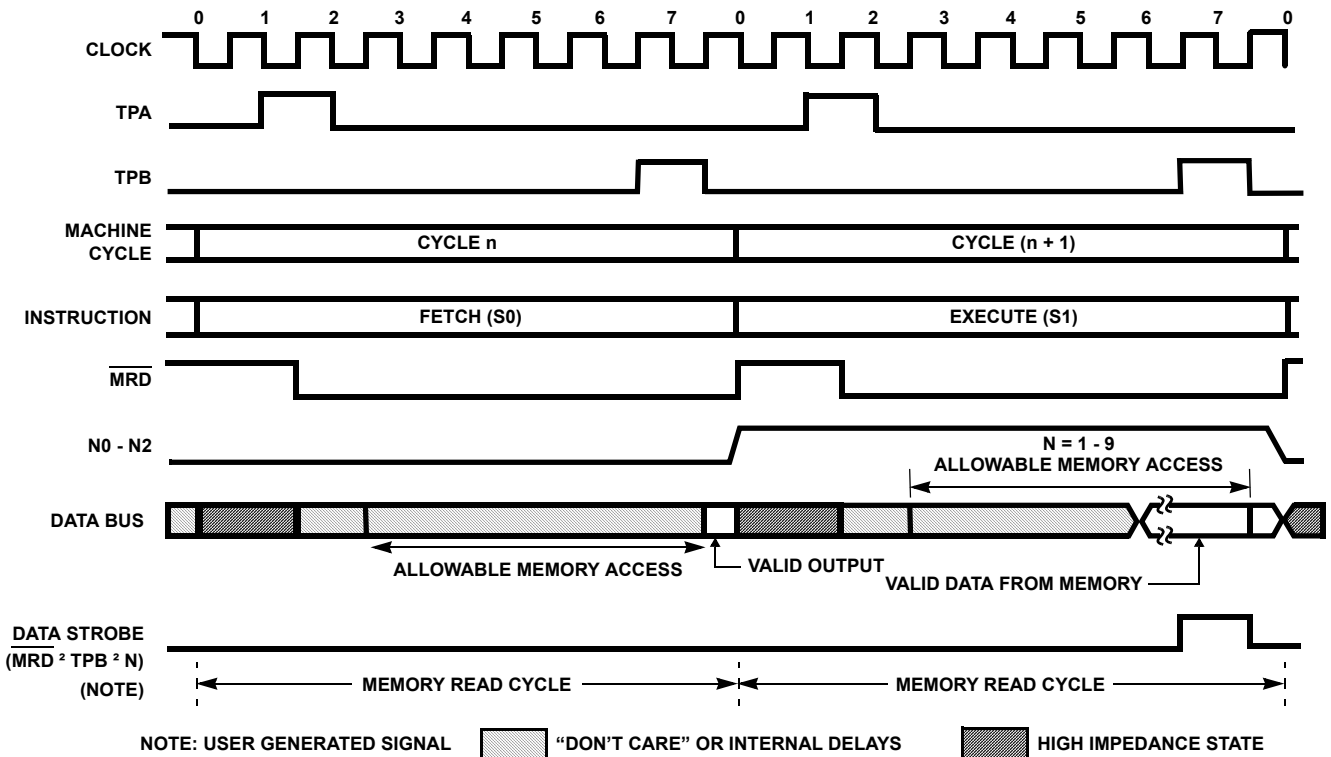 0 1 2 3 4 5 6 7 0 1 2 3 4 5 6 7 0
CLOCK
TPA
TPB
MACHINE
CYCLE
CYCLE n
CYCLE (n + 1)
INSTRUCTION
FETCH (S0)
EXECUTE (S1)
MRD
N0 - N2
N = 1 - 9
ALLOWABLE MEMORY ACCESS
DATA BUS
ALLOWABLE MEMORY ACCESS
VALID OUTPUT
VALID DATA FROM MEMORY
DATA STROBE
(MRD ² TPB ² N)
(NOTE)
MEMORY READ CYCLE
MEMORY READ CYCLE
NOTE: USER GENERATED SIGNAL
“DON’T CARE” OR INTERNAL DELAYS
HIGH IMPEDANCE STATE